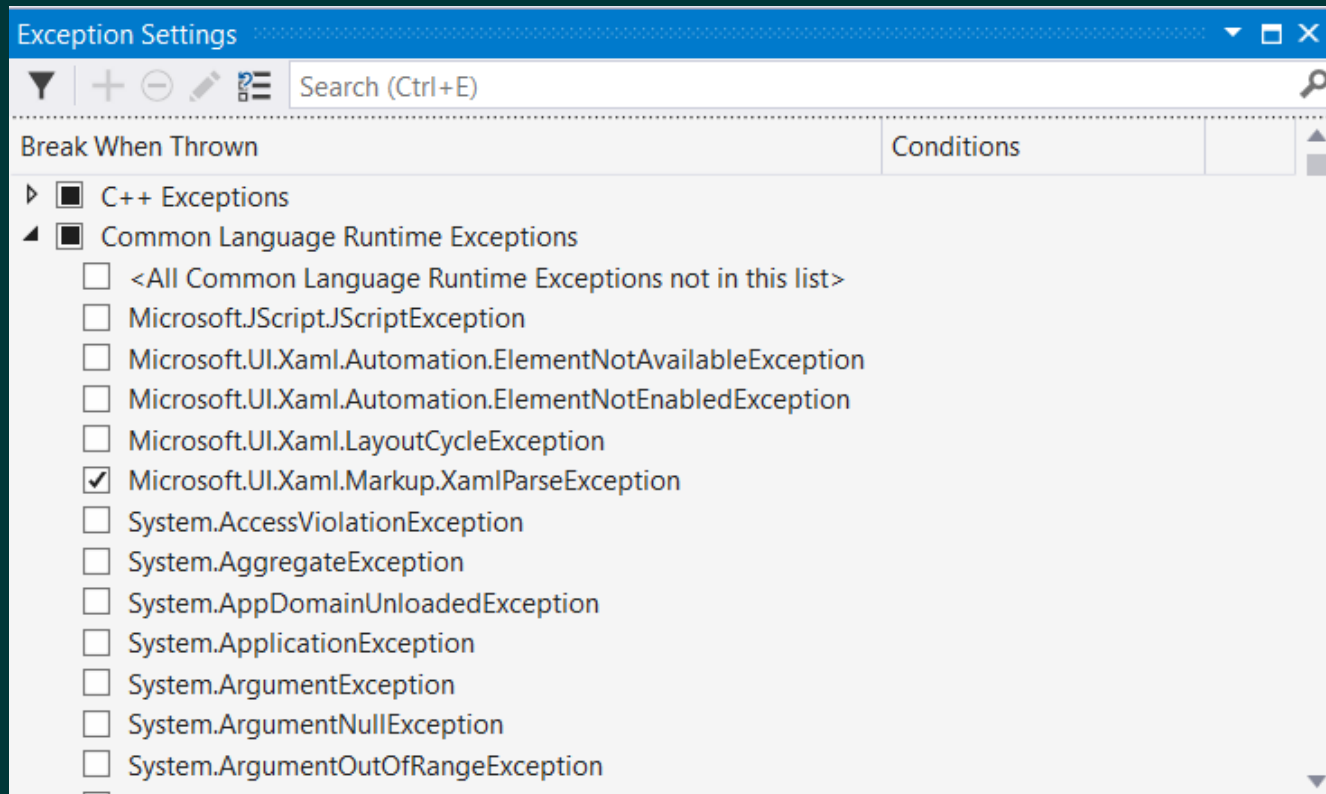 Exception Settings
Search (Ctrl+E)
Break When Thrown Conditions
C++ Exceptions
Common Language Runtime Exceptions
<All Common Language Runtime Exceptions not in this list>
Microsoft.JScript.JScriptException
Microsoft.UI.Xaml.Automation.ElementNotAvailableException
Microsoft.UI.Xaml.Automation.ElementNotEnabledException
Microsoft.UI.Xaml.LayoutCycleException
Microsoft.UI.Xaml.Markup.XamlParseException
System.AccessViolationException
System.AggregateException
System.AppDomainUnloadedException
System.ApplicationException
System.ArgumentException
System.ArgumentNullException
System.ArgumentOutOfRangeException